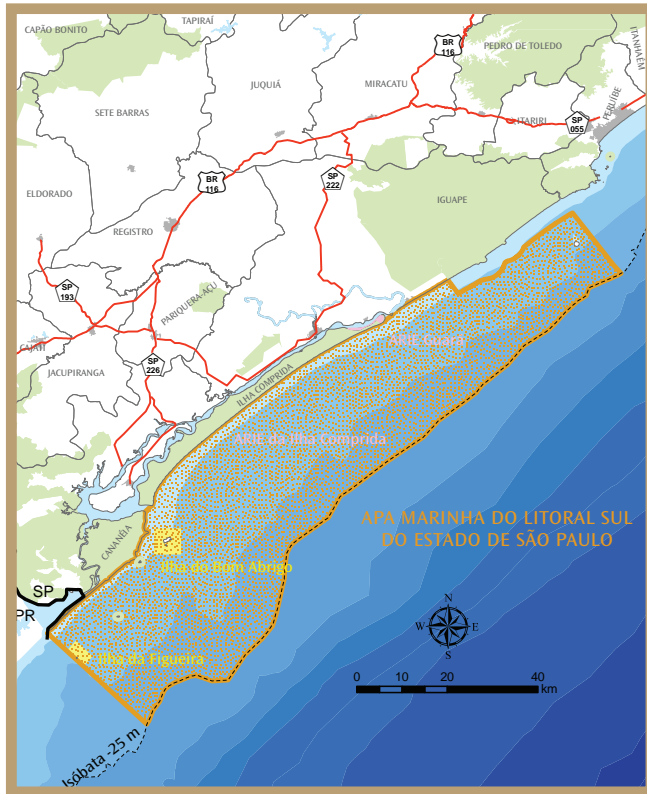 TAPIRAÍ
CAPÃO BONITO
BR
116
PEDRO DE TOLEDO
ITANHAÉM
JUQUIÁ
MIRACATU
SETE BARRAS
PERUÍBE
ITARIRI
SP
055
BR
116
SP
222
ELDORADO
IGUAPE
REGISTRO
SP
193
PARIQUERA-AÇU
CAJATI
ARIE Guará
JACUPIRANGA
SP
226
ILHA COMPRIDA
ARIE da Ilha Comprida
APA MARINHA DO LITORAL SUL
DO ESTADO DE SÃO PAULO
CANANÉIA
Ilha do Bom Abrigo
SP
PR
N
W
E
S
Ilha da Figueira
0
10
20
40
km
Isóbata -25 m